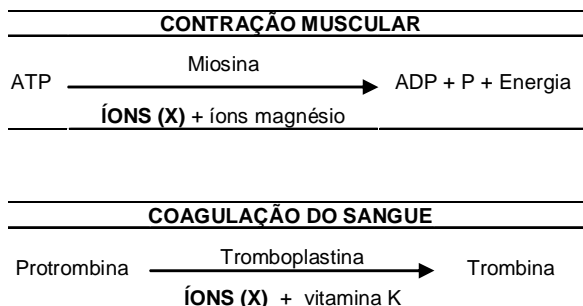 CONTRAÇÃO MUSCULAR
Miosina
ATP ADP + P + Energia
ÍONS (X) + íons magnésio
COAGULAÇÃO DO SANGUE
Tromboplastina
Protrombina Trombina
ÍONS (X) + vitamina K